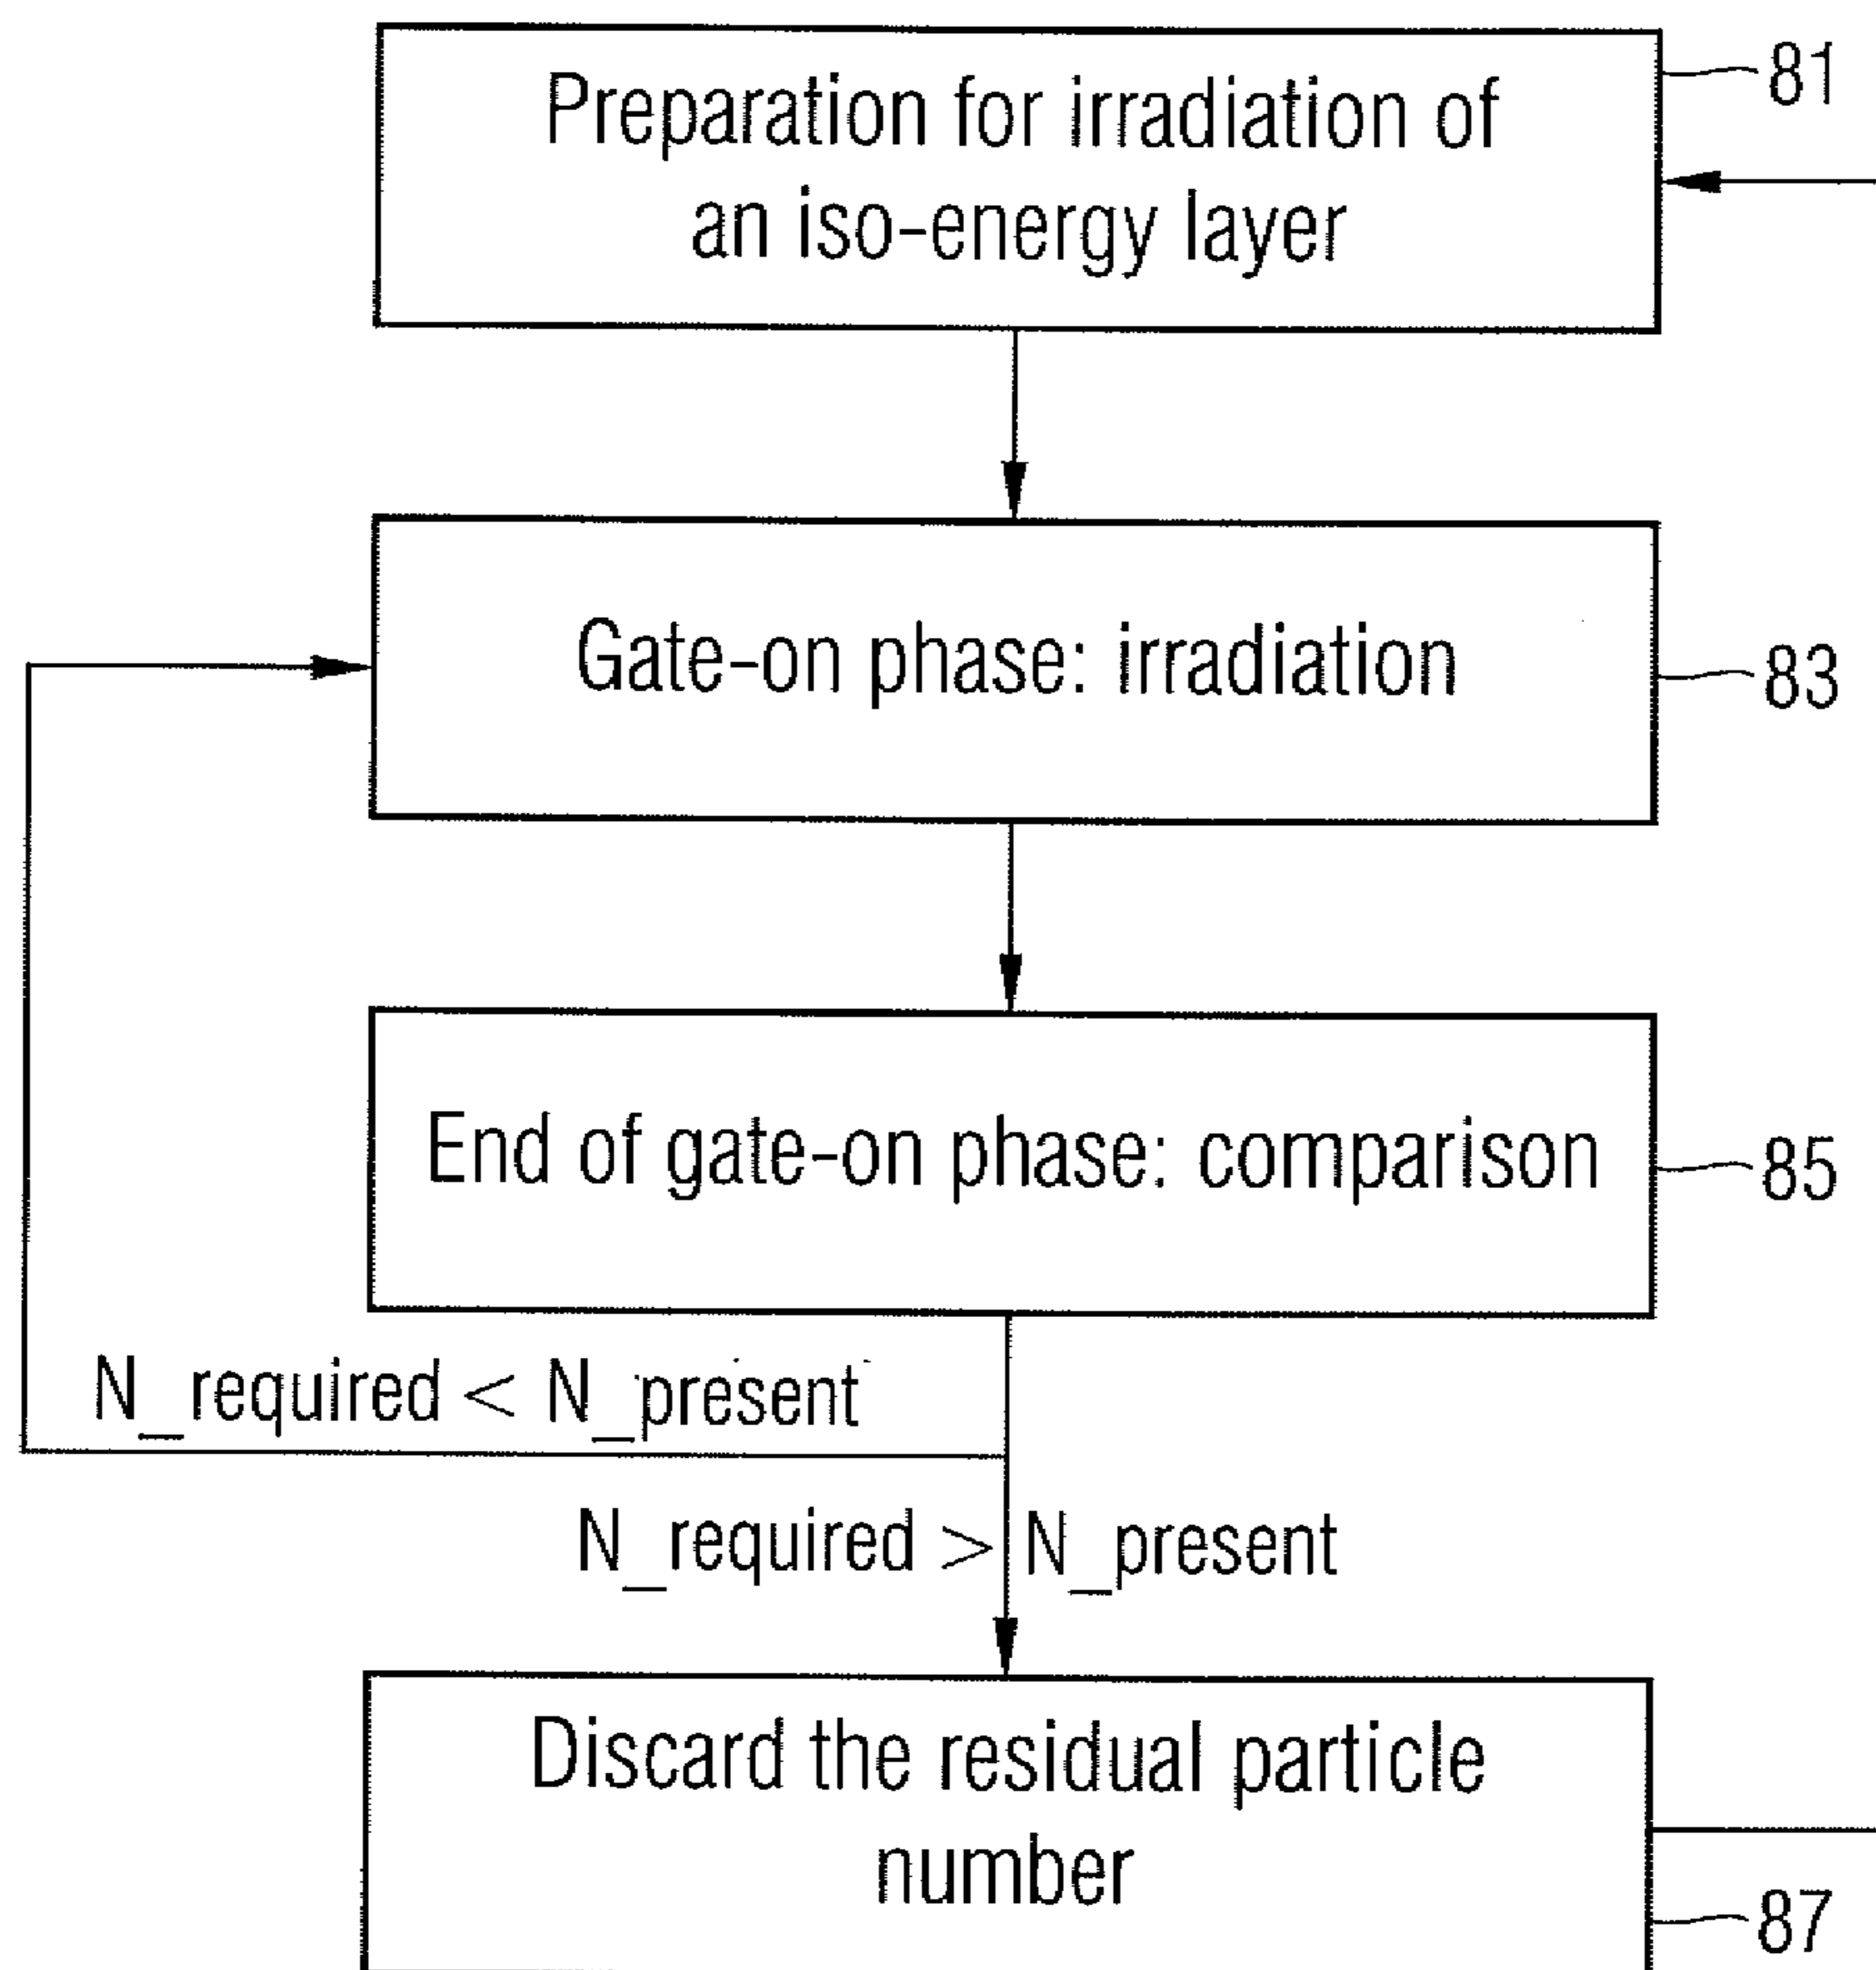 Preparation for irradiation of
an iso-energy layer
81
Gate-on phase: irradiation
83
End of gate-on phase: comparison
85
N_required < N_present
N_required > N_present
Discard the residual particle
number
87